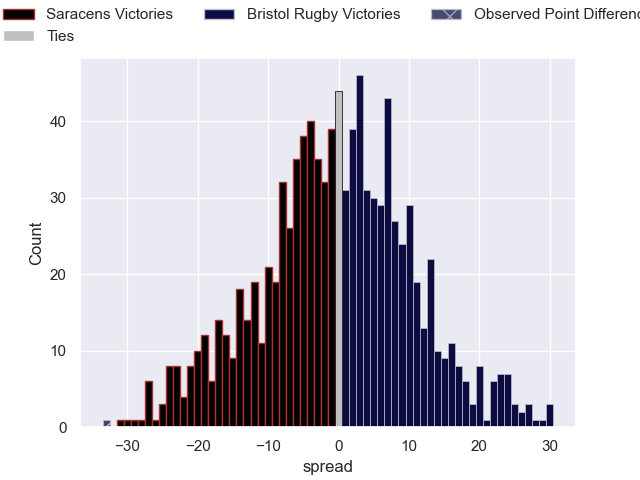 Saracens Victories
Bristol Rugby Victories
Observed Point Differenc
Ties
Count
40
30
20
10
0
−30
−20
−10
0
10
20
30
spread